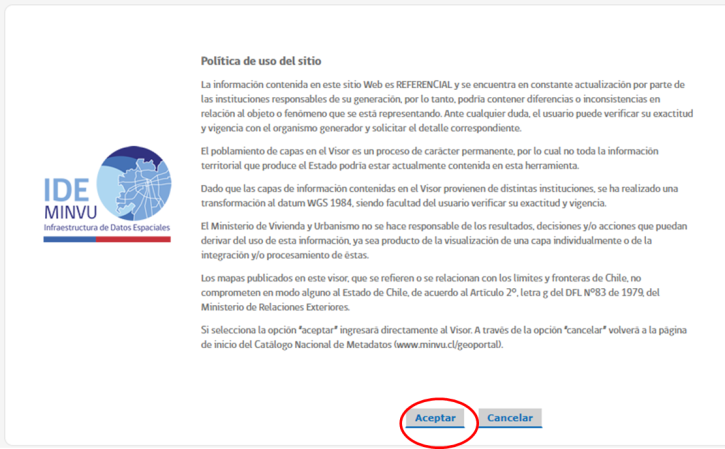 Política de uso del sitio
La información contenida en este sitio Web es REFERENCIAL y se encuentra en constante actualización por parte de
las instituciones responsables de su generación, por lo tanto, podría contener diferencias o inconsistencias en
relación al objeto o fenómeno que se está representando. Ante cualquier duda, el usuario puede verificar su exactitud
y vigencia con el organismo generador y solicitar el detalle correspondiente.
El poblamiento de capas en el Visor es un proceso de carácter permanente, por lo cual no toda la información
territorial que produce el Estado podría estar actualmente contenida en esta herramienta.
Dado que las capas de información contenidas en el Visor provienen de distintas instituciones, se ha realizado una
transformación al datum WGS 1984, siendo facultad del usuario verificar su exactitud y vigencia.
El Ministerio de Vivienda y Urbanismo no se hace responsable de los resultados, decisiones y/o acciones que puedan
derivar del uso de esta información, ya sea producto de la visualización de una capa individualmente o de la
integración y/o procesamiento de éstas.
Los mapas publicados en este visor, que se refieren o se relacionan con los límites y fronteras de Chile, no
comprometen en modo alguno al Estado de Chile, de acuerdo al Artículo 2º, letra g del DFL Nº83 de 1979, del
Ministerio de Relaciones Exteriores.
Si selecciona la opción "aceptar" ingresará directamente al Visor. A través de la opción "cancelar" volverá a la página
de inicio del Catálogo Nacional de Metadatos (www.minvu.cl/geoportal).
IDE
MINVU
Infraestructura de Datos Espaciales
Aceptar Cancelar